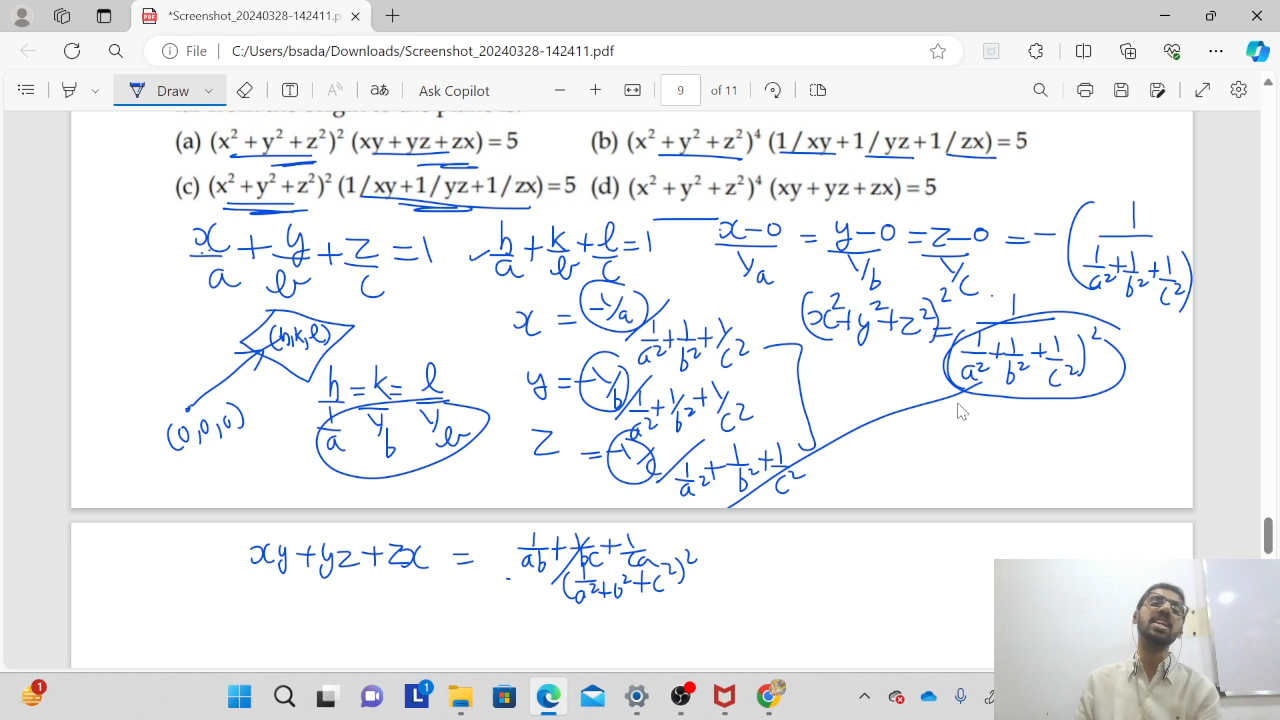 *Screenshot_20240328-142411.p
File C:/Users/bsada/Downloads/Screenshot_20240328-142411.pdf
Draw aあ Ask Copilot 9 of 11
(a) (x² + y² + z²)² (xy + yz + zx) = 5 (b) (x² + y² + z²)⁴ (1/xy + 1/yz + 1/zx) = 5
(c) (x² + y² + z²)² (1/xy + 1/yz + 1/zx) = 5 (d) (x² + y² + z²)⁴ (xy + yz + zx) = 5
x/a + y/b + z/c = 1 h/a + k/b + l/c = 1 (x-0)/(1/a) = (y-0)/(1/b) = (z-0)/(1/c) = -(1/(1/a² + 1/b² + 1/c²))
(h,k,l) x = -1/a / 1/a² + 1/b² + 1/c² (x² + y² + z²)² = 1/(1/a² + 1/b² + 1/c²)²
h/(1/a) = k/(1/b) = l/(1/c) y = -1/b / 1/a² + 1/b² + 1/c²
(0,0,0) z = -1/c / 1/a² + 1/b² + 1/c²
xy + yz + zx = 1/ab + 1/bc + 1/ca / (1/a² + b² + c²)²
1 1